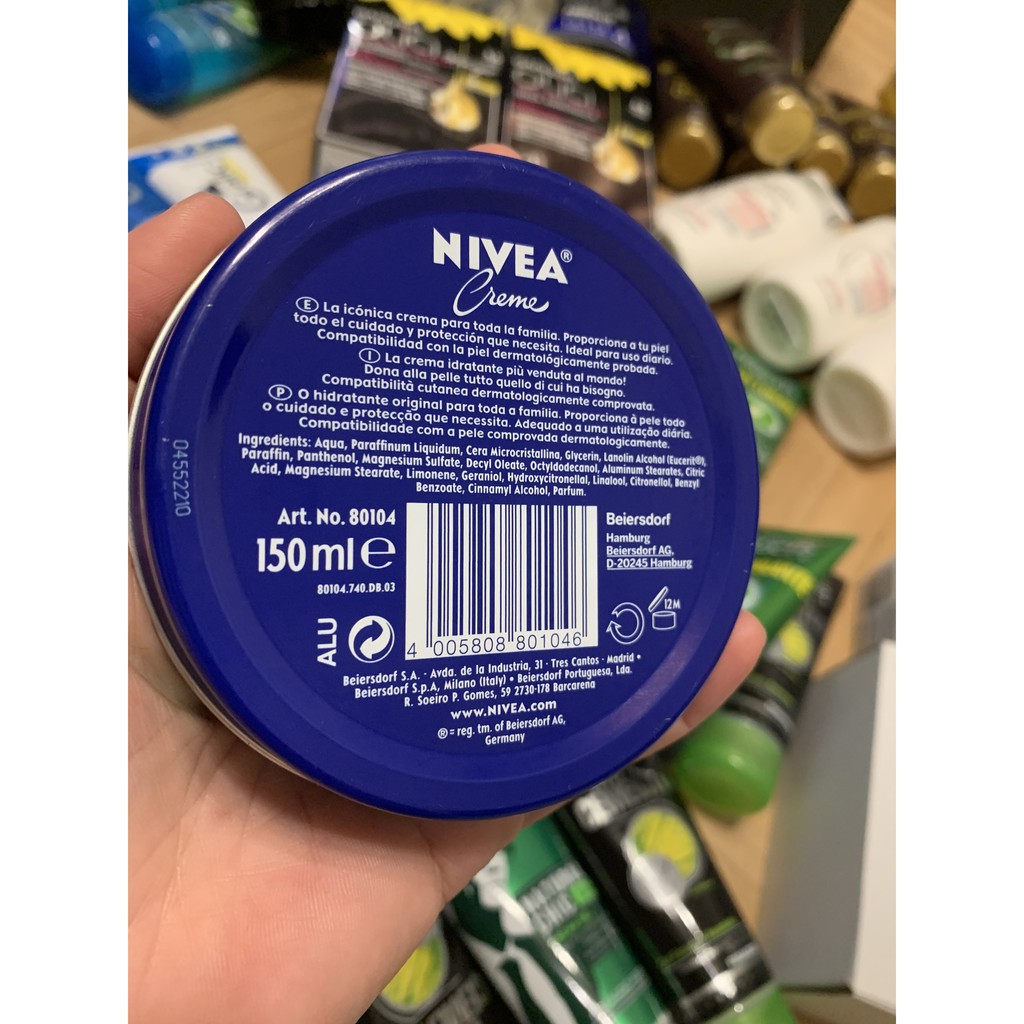 NIVEA®
Creme
E La icónica crema para toda la familia. Proporciona a tu piel
todo el cuidado y protección que necesita. Ideal para uso diario.
Compatibilidad con la piel dermatológicamente probada.
I La crema idratante più venduta al mondo!
Dona alla pelle tutto quello di cui ha bisogno.
Compatibilità cutanea dermatologicamente comprovata.
P O hidratante original para toda a família. Proporciona à pele todo
o cuidado e protecção que necessita. Adequado a uma utilização diária.
Compatibilidade com a pele comprovada dermatologicamente.
Ingredients: Aqua, Paraffinum Liquidum, Cera Microcristallina, Glycerin, Lanolin Alcohol (Eucerit®),
Paraffin, Panthenol, Magnesium Sulfate, Decyl Oleate, Octyldodecanol, Aluminum Stearates, Citric
Acid, Magnesium Stearate, Limonene, Geraniol, Hydroxycitronellal, Linalool, Citronellol, Benzyl
Benzoate, Cinnamyl Alcohol, Parfum.
04552210
Art. No. 80104
150 ml e
80104.740.DB.03
ALU
4 005808 801046
Beiersdorf
Hamburg
Beiersdorf AG,
D-20245 Hamburg
12M
Beiersdorf S.A. · Avda. de la Industria, 31 · Tres Cantos · Madrid •
Beiersdorf S.p.A, Milano (Italy) • Beiersdorf Portuguesa, Lda.
R. Soeiro P. Gomes, 59 2730-178 Barcarena
www.NIVEA.com
® = reg. tm. of Beiersdorf AG,
Germany